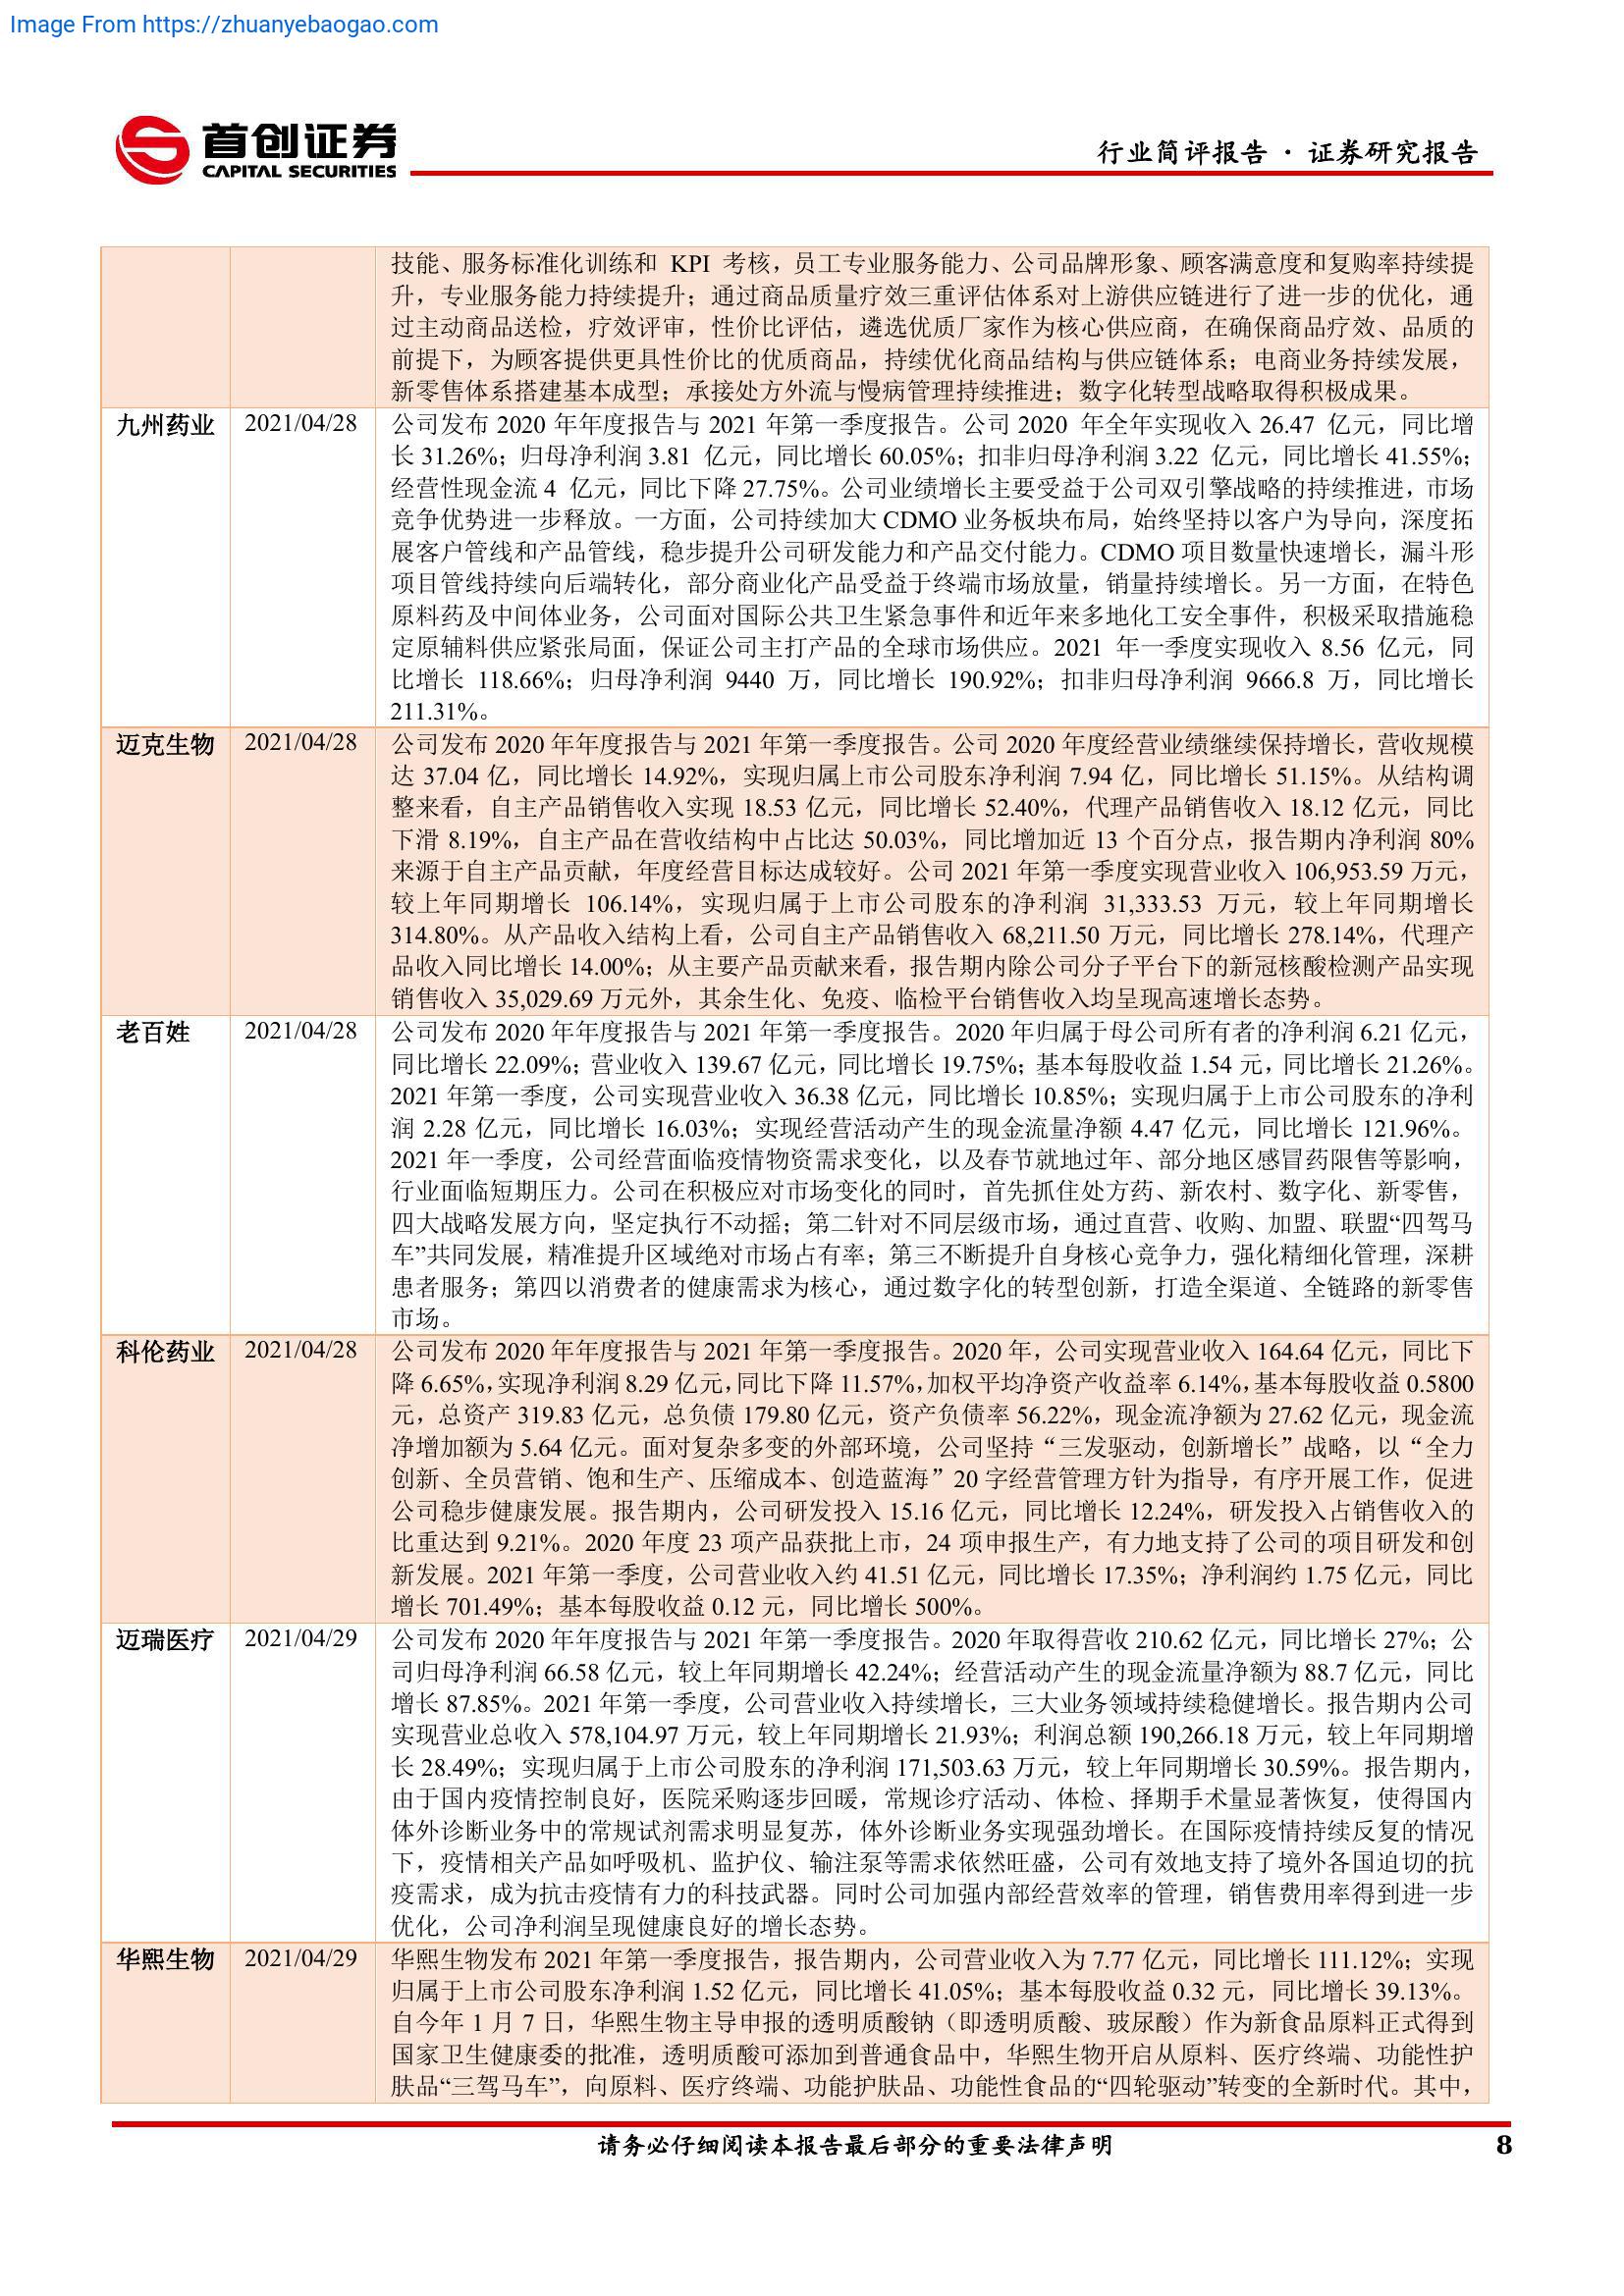 Image From https://zhuanyebaogao.com
首创证券
CAPITAL SECURITIES
行业简评报告 · 证券研究报告
技能、服务标准化训练和 KPI 考核，员工专业服务能力、公司品牌形象、顾客满意度和复购率持续提
升，专业服务能力持续提升；通过商品质量疗效三重评估体系对上游供应链进行了进一步的优化，通
过主动商品送检，疗效评审，性价比评估，遴选优质厂家作为核心供应商，在确保商品疗效、品质的
前提下，为顾客提供更具性价比的优质商品，持续优化商品结构与供应链体系；电商业务持续发展，
新零售体系搭建基本成型；承接处方外流与慢病管理持续推进；数字化转型战略取得积极成果。
九州药业 2021/04/28 公司发布 2020 年年度报告与 2021 年第一季度报告。公司 2020 年全年实现收入 26.47 亿元，同比增
长 31.26%；归母净利润 3.81 亿元，同比增长 60.05%；扣非归母净利润 3.22 亿元，同比增长 41.55%；
经营性现金流 4 亿元，同比下降 27.75%。公司业绩增长主要受益于公司双引擎战略的持续推进，市场
竞争优势进一步释放。一方面，公司持续加大 CDMO 业务板块布局，始终坚持以客户为导向，深度拓
展客户管线和产品管线，稳步提升公司研发能力和产品交付能力。CDMO 项目数量快速增长，漏斗形
项目管线持续向后端转化，部分商业化产品受益于终端市场放量，销量持续增长。另一方面，在特色
原料药及中间体业务，公司面对国际公共卫生紧急事件和近年来多地化工安全事件，积极采取措施稳
定原辅料供应紧张局面，保证公司主打产品的全球市场供应。2021 年一季度实现收入 8.56 亿元，同
比增长 118.66%；归母净利润 9440 万，同比增长 190.92%；扣非归母净利润 9666.8 万，同比增长
211.31%。
迈克生物 2021/04/28 公司发布 2020 年年度报告与 2021 年第一季度报告。公司 2020 年度经营业绩继续保持增长，营收规模
达 37.04 亿，同比增长 14.92%，实现归属上市公司股东净利润 7.94 亿，同比增长 51.15%。从结构调
整来看，自主产品销售收入实现 18.53 亿元，同比增长 52.40%，代理产品销售收入 18.12 亿元，同比
下滑 8.19%，自主产品在营收结构中占比达 50.03%，同比增加近 13 个百分点，报告期内净利润 80%
来源于自主产品贡献，年度经营目标达成较好。公司 2021 年第一季度实现营业收入 106,953.59 万元，
较上年同期增长 106.14%，实现归属于上市公司股东的净利润 31,333.53 万元，较上年同期增长
314.80%。从产品收入结构上看，公司自主产品销售收入 68,211.50 万元，同比增长 278.14%，代理产
品收入同比增长 14.00%；从主要产品贡献来看，报告期内除公司分子平台下的新冠核酸检测产品实现
销售收入 35,029.69 万元外，其余生化、免疫、临检平台销售收入均呈现高速增长态势。
老百姓 2021/04/28 公司发布 2020 年年度报告与 2021 年第一季度报告。2020 年归属于母公司所有者的净利润 6.21 亿元，
同比增长 22.09%；营业收入 139.67 亿元，同比增长 19.75%；基本每股收益 1.54 元，同比增长 21.26%。
2021 年第一季度，公司实现营业收入 36.38 亿元，同比增长 10.85%；实现归属于上市公司股东的净利
润 2.28 亿元，同比增长 16.03%；实现经营活动产生的现金流量净额 4.47 亿元，同比增长 121.96%。
2021 年一季度，公司经营面临疫情物资需求变化，以及春节就地过年、部分地区感冒药限售等影响，
行业面临短期压力。公司在积极应对市场变化的同时，首先抓住处方药、新农村、数字化、新零售，
四大战略发展方向，坚定执行不动摇；第二针对不同层级市场，通过直营、收购、加盟、联盟“四驾马
车”共同发展，精准提升区域绝对市场占有率；第三不断提升自身核心竞争力，强化精细化管理，深耕
患者服务；第四以消费者的健康需求为核心，通过数字化的转型创新，打造全渠道、全链路的新零售
市场。
科伦药业 2021/04/28 公司发布 2020 年年度报告与 2021 年第一季度报告。2020 年，公司实现营业收入 164.64 亿元，同比下
降 6.65%，实现净利润 8.29 亿元，同比下降 11.57%，加权平均净资产收益率 6.14%，基本每股收益 0.5800
元，总资产 319.83 亿元，总负债 179.80 亿元，资产负债率 56.22%，现金流净额为 27.62 亿元，现金流
净增加额为 5.64 亿元。面对复杂多变的外部环境，公司坚持“三发驱动，创新增长”战略，以“全力
创新、全员营销、饱和生产、压缩成本、创造蓝海”20 字经营管理方针为指导，有序开展工作，促进
公司稳步健康发展。报告期内，公司研发投入 15.16 亿元，同比增长 12.24%，研发投入占销售收入的
比重达到 9.21%。2020 年度 23 项产品获批上市，24 项申报生产，有力地支持了公司的项目研发和创
新发展。2021 年第一季度，公司营业收入约 41.51 亿元，同比增长 17.35%；净利润约 1.75 亿元，同比
增长 701.49%；基本每股收益 0.12 元，同比增长 500%。
迈瑞医疗 2021/04/29 公司发布 2020 年年度报告与 2021 年第一季度报告。2020 年取得营收 210.62 亿元，同比增长 27%；公
司归母净利润 66.58 亿元，较上年同期增长 42.24%；经营活动产生的现金流量净额为 88.7 亿元，同比
增长 87.85%。2021 年第一季度，公司营业收入持续增长，三大业务领域持续稳健增长。报告期内公司
实现营业总收入 578,104.97 万元，较上年同期增长 21.93%；利润总额 190,266.18 万元，较上年同期增
长 28.49%；实现归属于上市公司股东的净利润 171,503.63 万元，较上年同期增长 30.59%。报告期内，
由于国内疫情控制良好，医院采购逐步回暖，常规诊疗活动、体检、择期手术量显著恢复，使得国内
体外诊断业务中的常规试剂需求明显复苏，体外诊断业务实现强劲增长。在国际疫情持续反复的情况
下，疫情相关产品如呼吸机、监护仪、输注泵等需求依然旺盛，公司有效地支持了境外各国迫切的抗
疫需求，成为抗击疫情有力的科技武器。同时公司加强内部经营效率的管理，销售费用率得到进一步
优化，公司净利润呈现健康良好的增长态势。
华熙生物 2021/04/29 华熙生物发布 2021 年第一季度报告，报告期内，公司营业收入为 7.77 亿元，同比增长 111.12%；实现
归属于上市公司股东净利润 1.52 亿元，同比增长 41.05%；基本每股收益 0.32 元，同比增长 39.13%。
自今年 1 月 7 日，华熙生物主导申报的透明质酸钠（即透明质酸、玻尿酸）作为新食品原料正式得到
国家卫生健康委的批准，透明质酸可添加到普通食品中，华熙生物开启从原料、医疗终端、功能性护
肤品“三驾马车”，向原料、医疗终端、功能护肤品、功能性食品的“四轮驱动”转变的全新时代。其中，
请务必仔细阅读本报告最后部分的重要法律声明 8